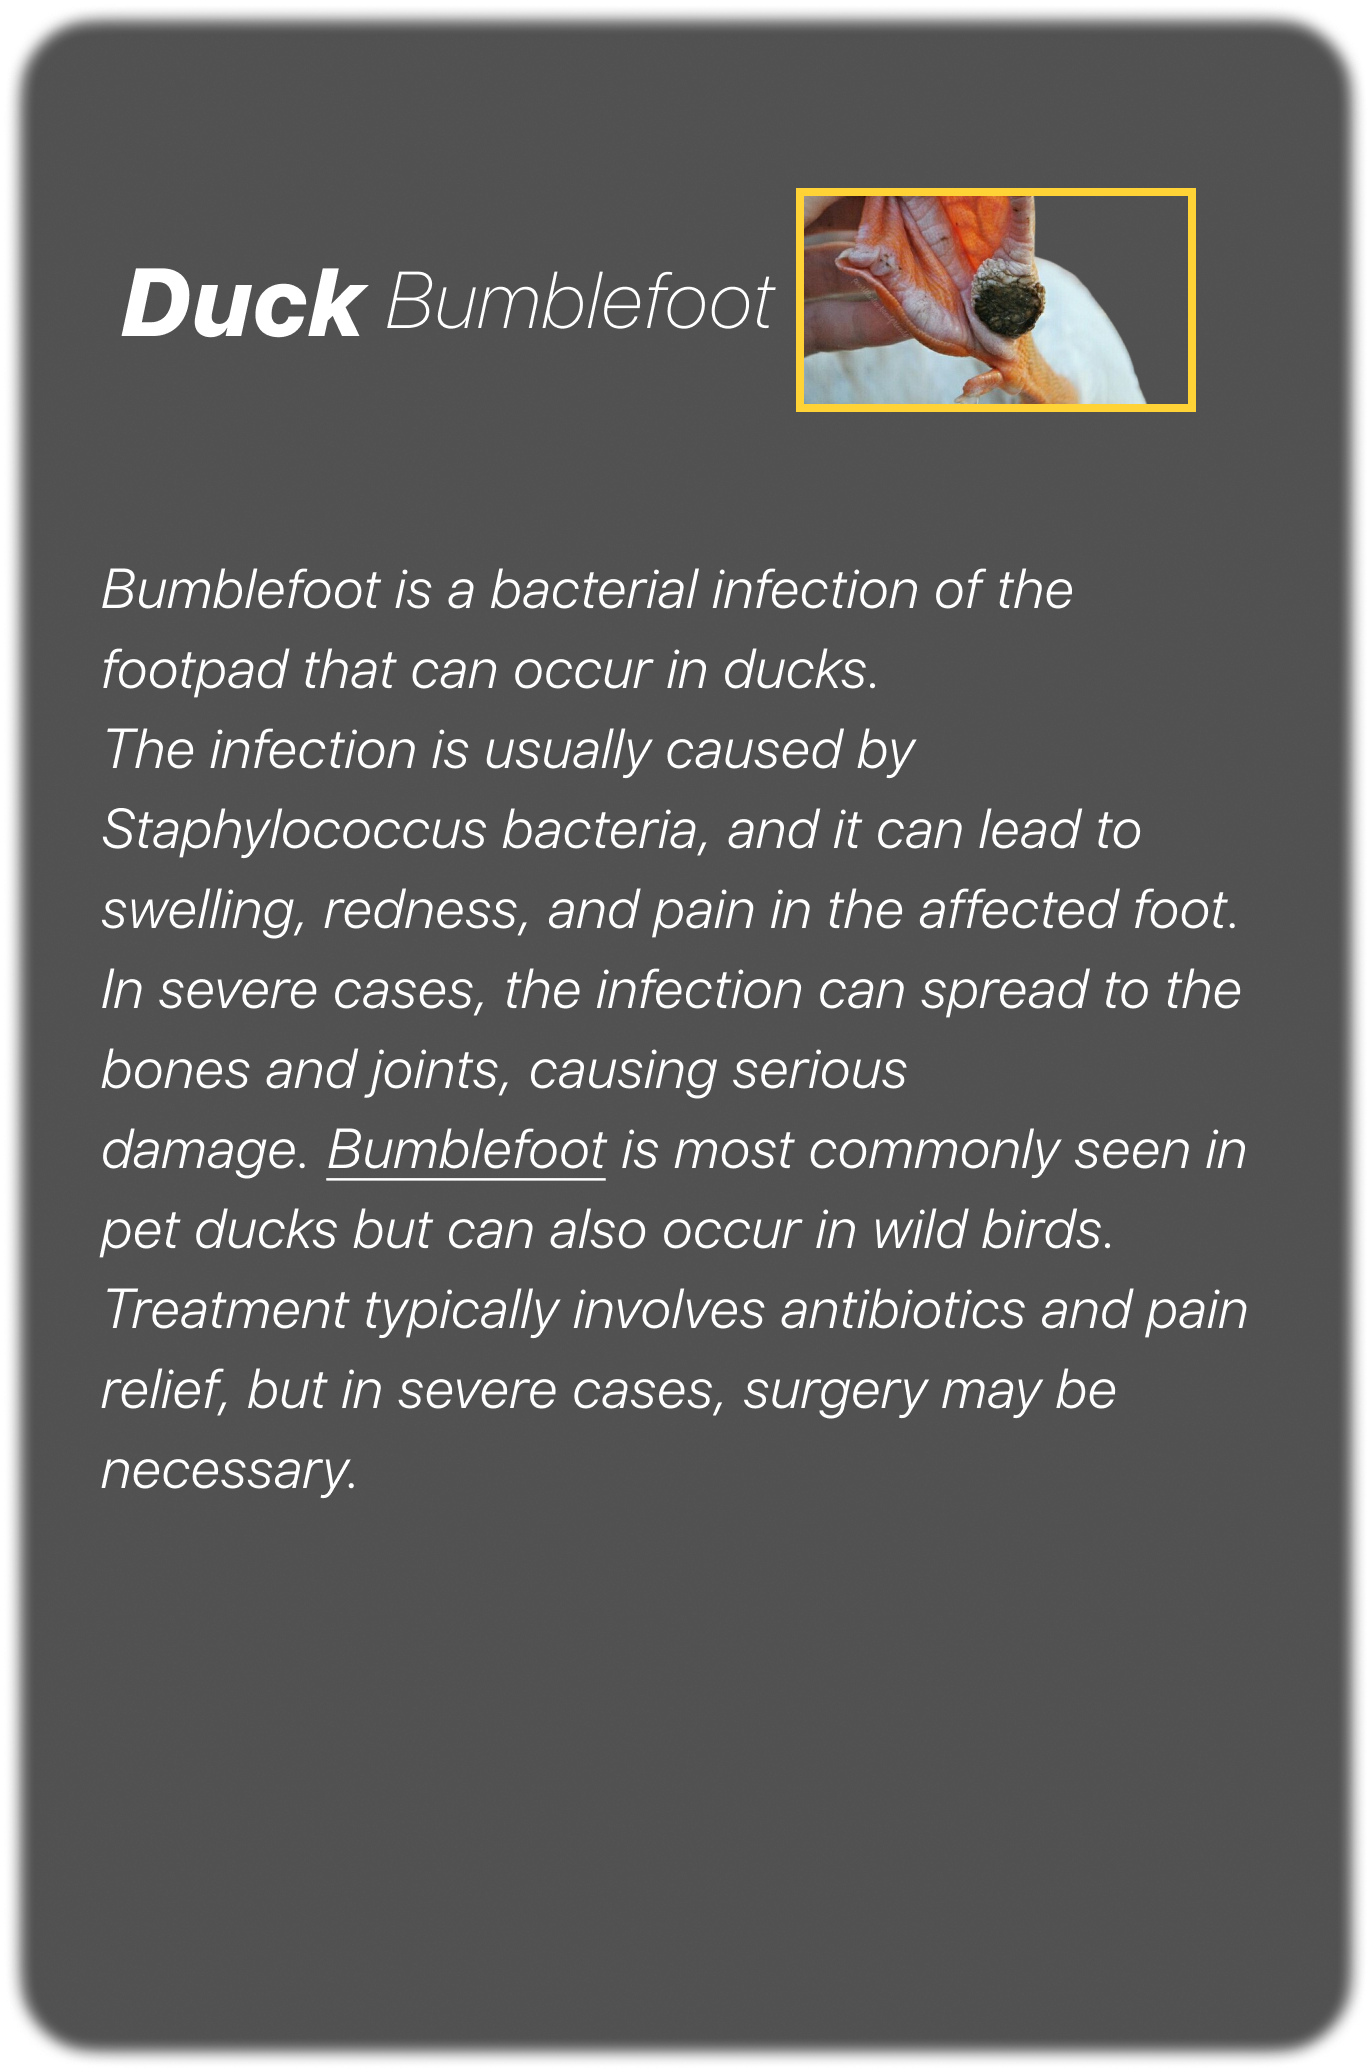 Duck Bumblefoot
Bumblefoot is a bacterial infection of the
footpad that can occur in ducks.
The infection is usually caused by
Staphylococcus bacteria, and it can lead to
swelling, redness, and pain in the affected foot.
In severe cases, the infection can spread to the
bones and joints, causing serious
damage. Bumblefoot is most commonly seen in
pet ducks but can also occur in wild birds.
Treatment typically involves antibiotics and pain
relief, but in severe cases, surgery may be
necessary.